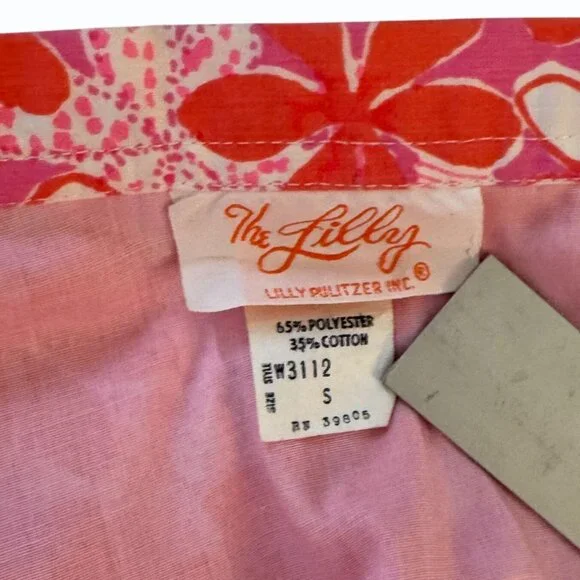 The Lilly
LILLY PULITZER INC. ®
65% POLYESTER
35% COTTON
STYLE W3112
SIZE S
RN 39805